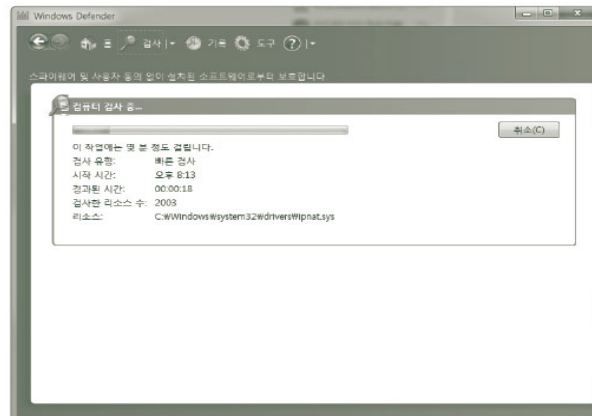 Windows Defender
홈 검사 기록 도구
스파이웨어 및 사용자 동의 없이 설치된 소프트웨어로부터 보호합니다.
컴퓨터 검사 중...
취소(C)
이 작업에는 몇 분 정도 걸립니다.
검사 유형: 빠른 검사
시작 시간: 오후 8:13
경과된 시간: 00:00:18
검사한 리소스 수: 2003
리소스: C:₩Windows₩system32₩drivers₩ipnat.sys